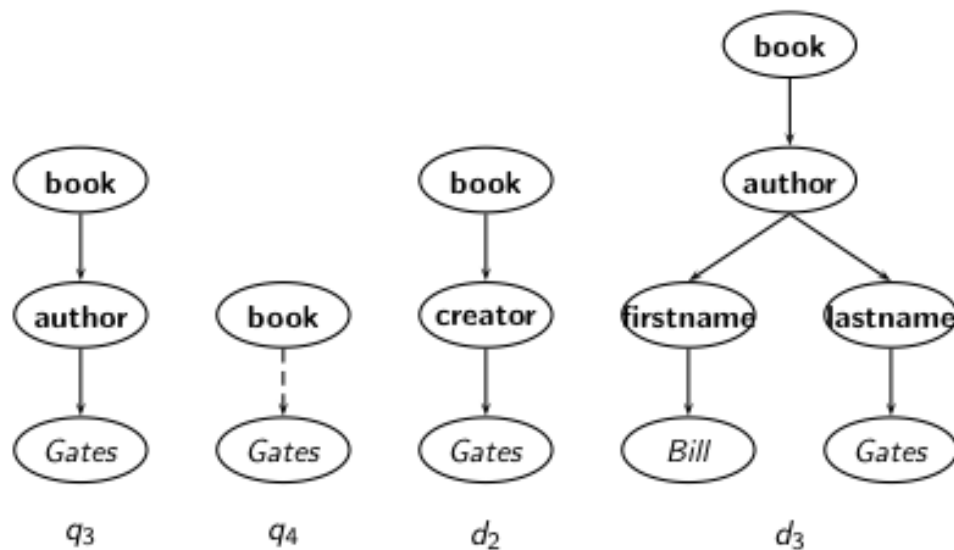 book
book book author
author book creator firstname lastname
Gates Gates Gates Bill Gates
q3 q4 d2 d3